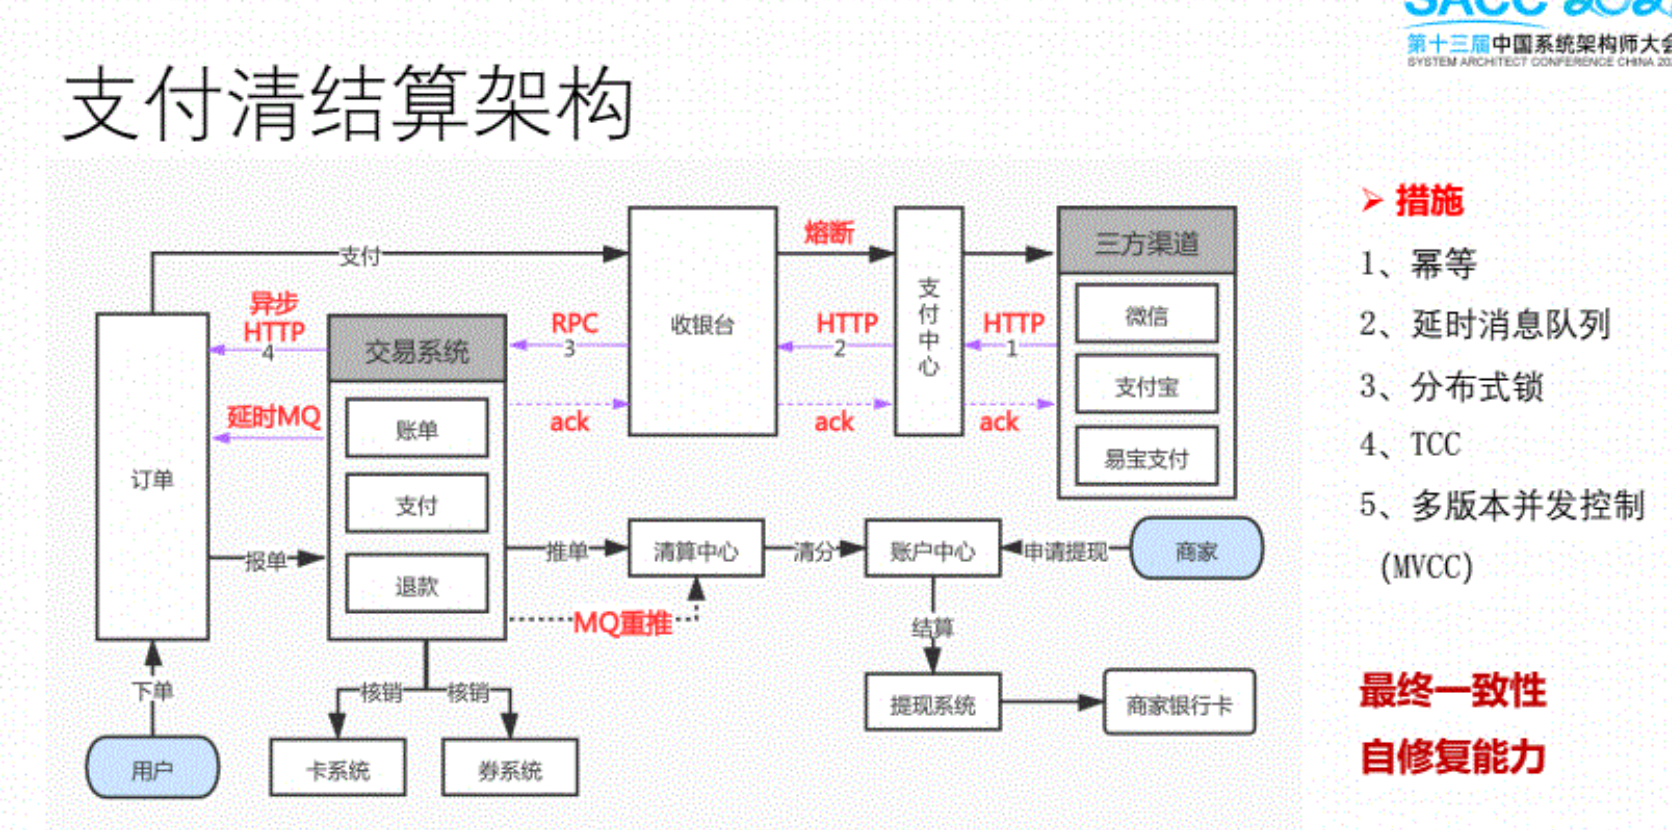 SACC 202
第十三届中国系统架构师大会
SYSTEM ARCHITECT CONFERENCE CHINA 20
支付清结算架构
支付
熔断
三方渠道
微信
支付宝
易宝支付
异步
HTTP
4
交易系统
RPC
3
收银台
HTTP
2
支付中心
HTTP
1
延时MQ
ack
ack
ack
账单
支付
退款
订单
报单
推单
清算中心
清分
账户中心
申请提现
商家
MQ重推
结算
下单
核销
核销
提现系统
商家银行卡
用户
卡系统
券系统
➢ 措施
1、幂等
2、延时消息队列
3、分布式锁
4、TCC
5、多版本并发控制
(MVCC)
最终一致性
自修复能力